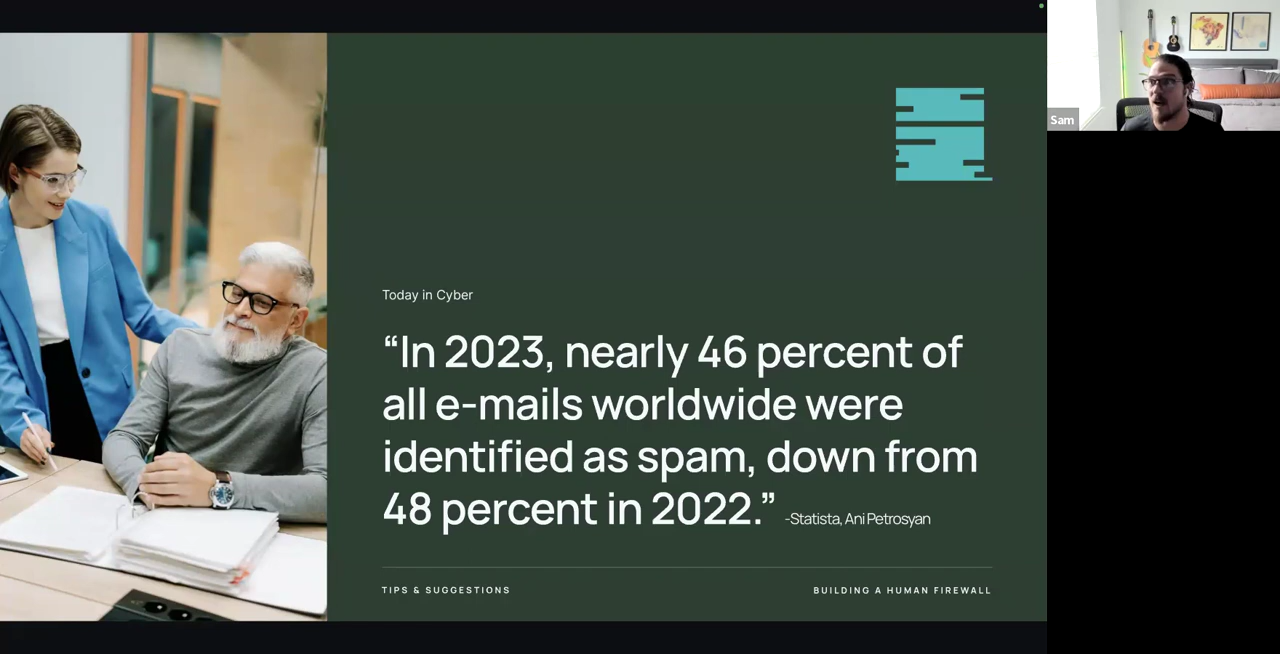 Sam
Today in Cyber
“In 2023, nearly 46 percent of
all e-mails worldwide were
identified as spam, down from
48 percent in 2022.” -Statista, Ani Petrosyan
TIPS & SUGGESTIONS
BUILDING A HUMAN FIREWALL